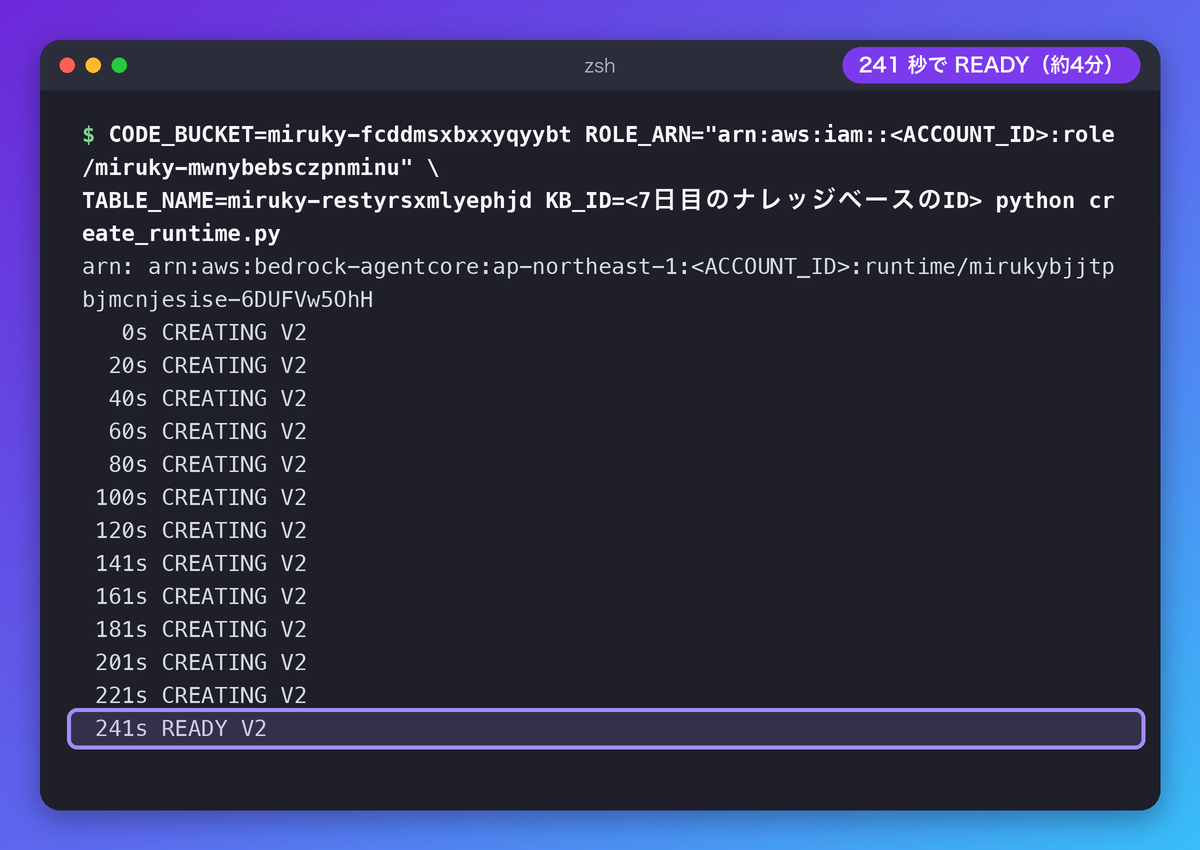 zsh
241 秒で READY（約4分）
$ CODE_BUCKET=miruky-fcddmsxbxxyqyybt ROLE_ARN="arn:aws:iam::<ACCOUNT_ID>:role
/miruky-mwnybebsczpnminu" \
TABLE_NAME=miruky-restyrsxmlyephjd KB_ID=<7日目のナレッジベースのID> python cr
eate_runtime.py
arn: arn:aws:bedrock-agentcore:ap-northeast-1:<ACCOUNT_ID>:runtime/mirukybjjtp
bjmcnjesise-6DUFVw5OhH
0s CREATING V2
20s CREATING V2
40s CREATING V2
60s CREATING V2
80s CREATING V2
100s CREATING V2
120s CREATING V2
141s CREATING V2
161s CREATING V2
181s CREATING V2
201s CREATING V2
221s CREATING V2
241s READY V2